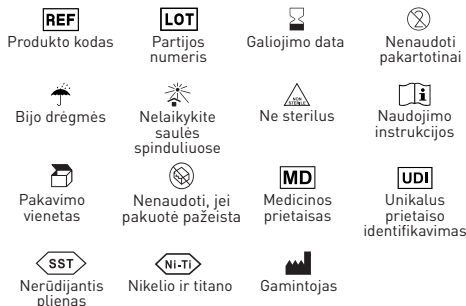 REF
LOT
Produkto kodas
Partijos
numeris
Galiojimo data
Nenaudoti
pakartotinai
2
NON
STERILE
i
Bijo drėgmės
Nelaikykite
saulės
spinduliuose
Ne sterilus
Naudojimo
instrukcijos
MD
UDI
Pakavimo
vienetas
Nenaudoti, jei
pakuotė pažeista
Medicinos
prietaisas
Unikalus
prietaiso
identifikavimas
SST
Ni-Ti
Nerūdijantis
plienas
Nikelio ir titano
Gamintojas